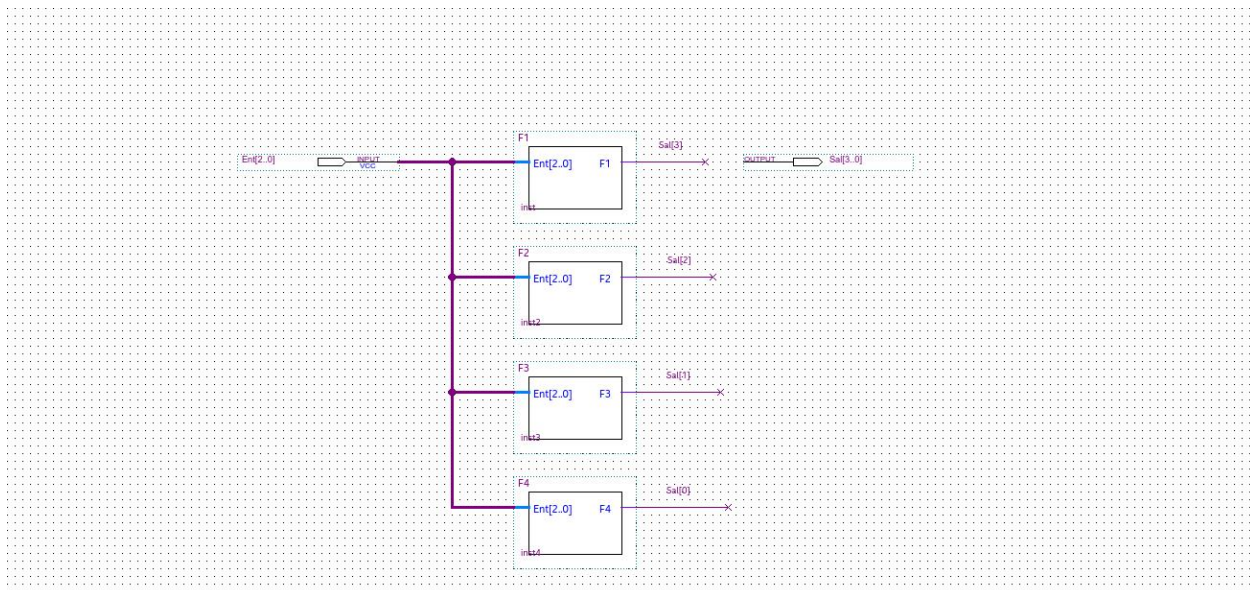 F1
Sal[3]
Ent[2..0]
INPUT
VCC
Ent[2..0]
F1
OUTPUT
Sal[3..0]
inst
F2
Sal[2]
Ent[2..0]
F2
inst2
F3
Sal[1]
Ent[2..0]
F3
inst3
F4
Sal[0]
Ent[2..0]
F4
inst4